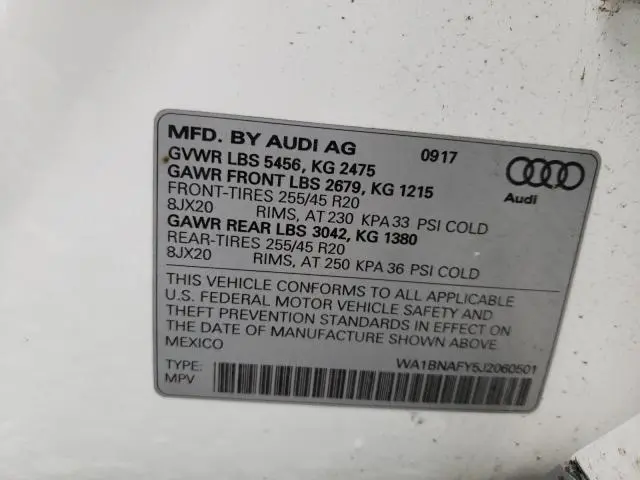 MFD. BY AUDI AG 0917
GVWR LBS 5456, KG 2475
GAWR FRONT LBS 2679, KG 1215
FRONT-TIRES 255/45 R20
8JX20 RIMS, AT 230 KPA 33 PSI COLD
GAWR REAR LBS 3042, KG 1380
REAR-TIRES 255/45 R20
8JX20 RIMS, AT 250 KPA 36 PSI COLD
Audi
THIS VEHICLE CONFORMS TO ALL APPLICABLE
U.S. FEDERAL MOTOR VEHICLE SAFETY AND
THEFT PREVENTION STANDARDS IN EFFECT ON
THE DATE OF MANUFACTURE SHOWN ABOVE
MEXICO
WA1BNAFY5J2060501
TYPE:
MPV